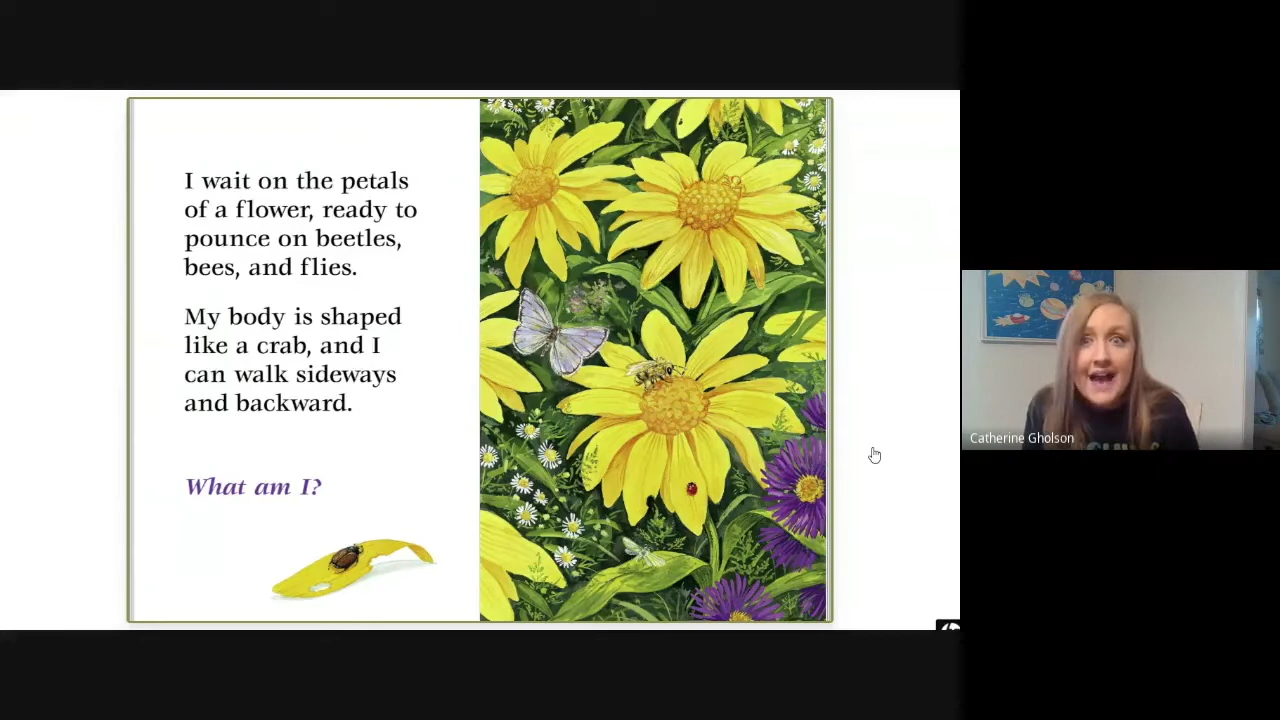 I wait on the petals
of a flower, ready to
pounce on beetles,
bees, and flies.
My body is shaped
like a crab, and I
can walk sideways
and backward.
What am I?
Catherine Gholson